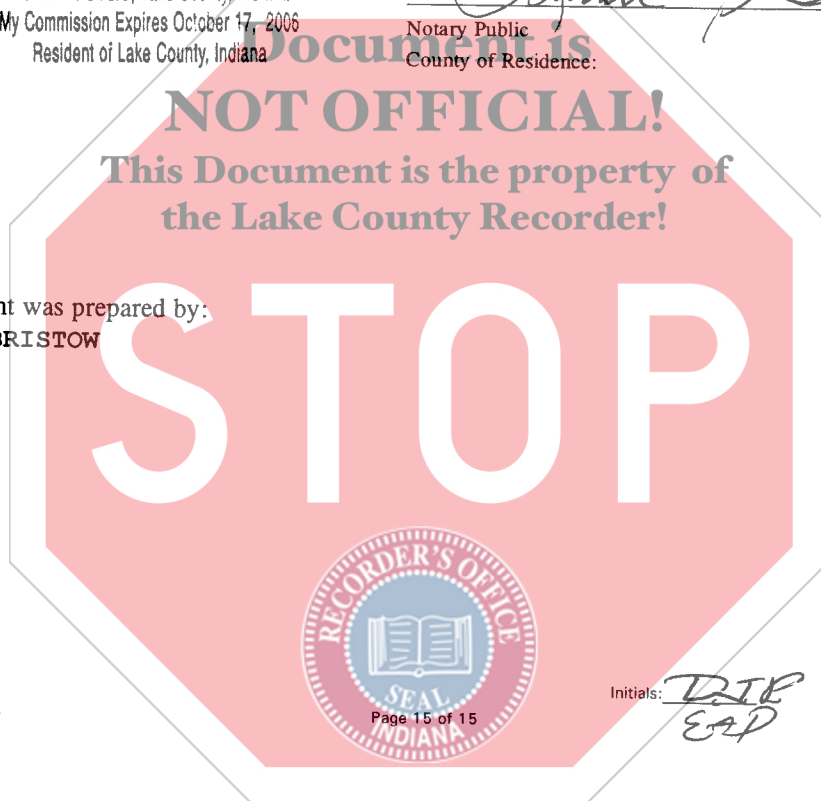 My Commission Expires October 17, 2006
Resident of Lake County, Indiana
Notary Public
County of Residence:
Document is
NOT OFFICIAL!
This Document is the property of
the Lake County Recorder!
nt was prepared by:
BRISTOW
STOP
RECORDER'S OFFICE
SEAL
INDIANA
Page 15 of 15
Initials:
EAP